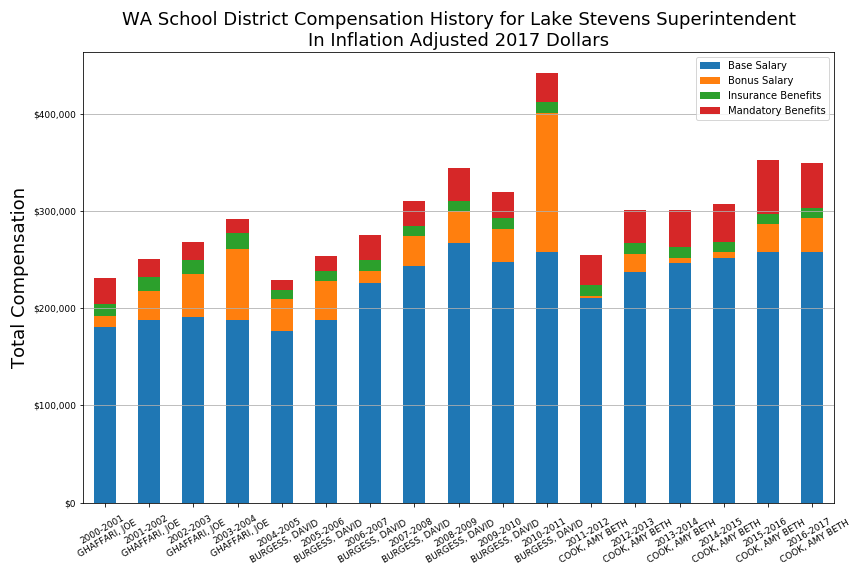 WA School District Compensation History for Lake Stevens Superintendent
In Inflation Adjusted 2017 Dollars
Base Salary
Bonus Salary
Insurance Benefits
Mandatory Benefits
Total Compensation
$400,000
$300,000
$200,000
$100,000
$0
2000-2001
GHAFFARI, JOE
2001-2002
GHAFFARI, JOE
2002-2003
GHAFFARI, JOE
2003-2004
GHAFFARI, JOE
2004-2005
BURGESS, DAVID
2005-2006
BURGESS, DAVID
2006-2007
BURGESS, DAVID
2007-2008
BURGESS, DAVID
2008-2009
BURGESS, DAVID
2009-2010
BURGESS, DAVID
2010-2011
BURGESS, DAVID
2011-2012
COOK, AMY BETH
2012-2013
COOK, AMY BETH
2013-2014
COOK, AMY BETH
2014-2015
COOK, AMY BETH
2015-2016
COOK, AMY BETH
2016-2017
COOK, AMY BETH